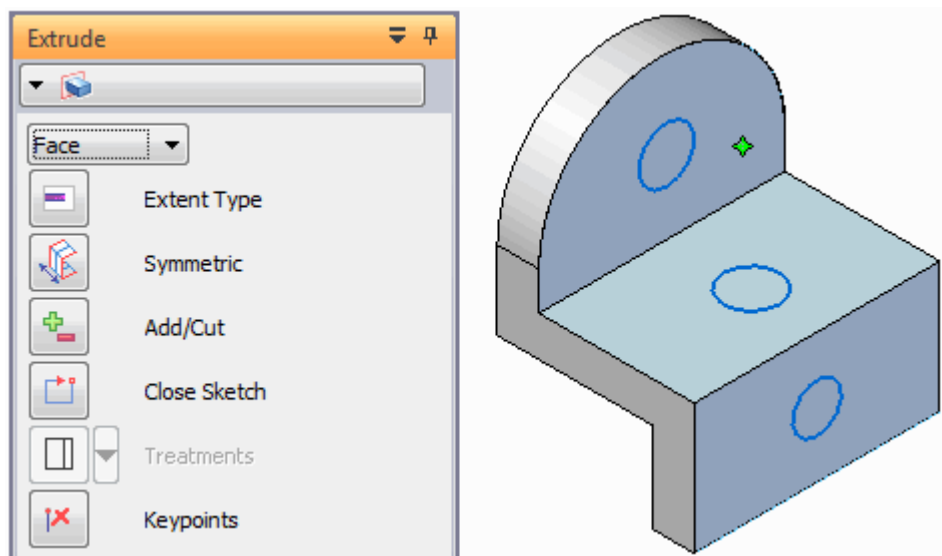 Extrude
Face
Extent Type
Symmetric
Add/Cut
Close Sketch
Treatments
Keypoints